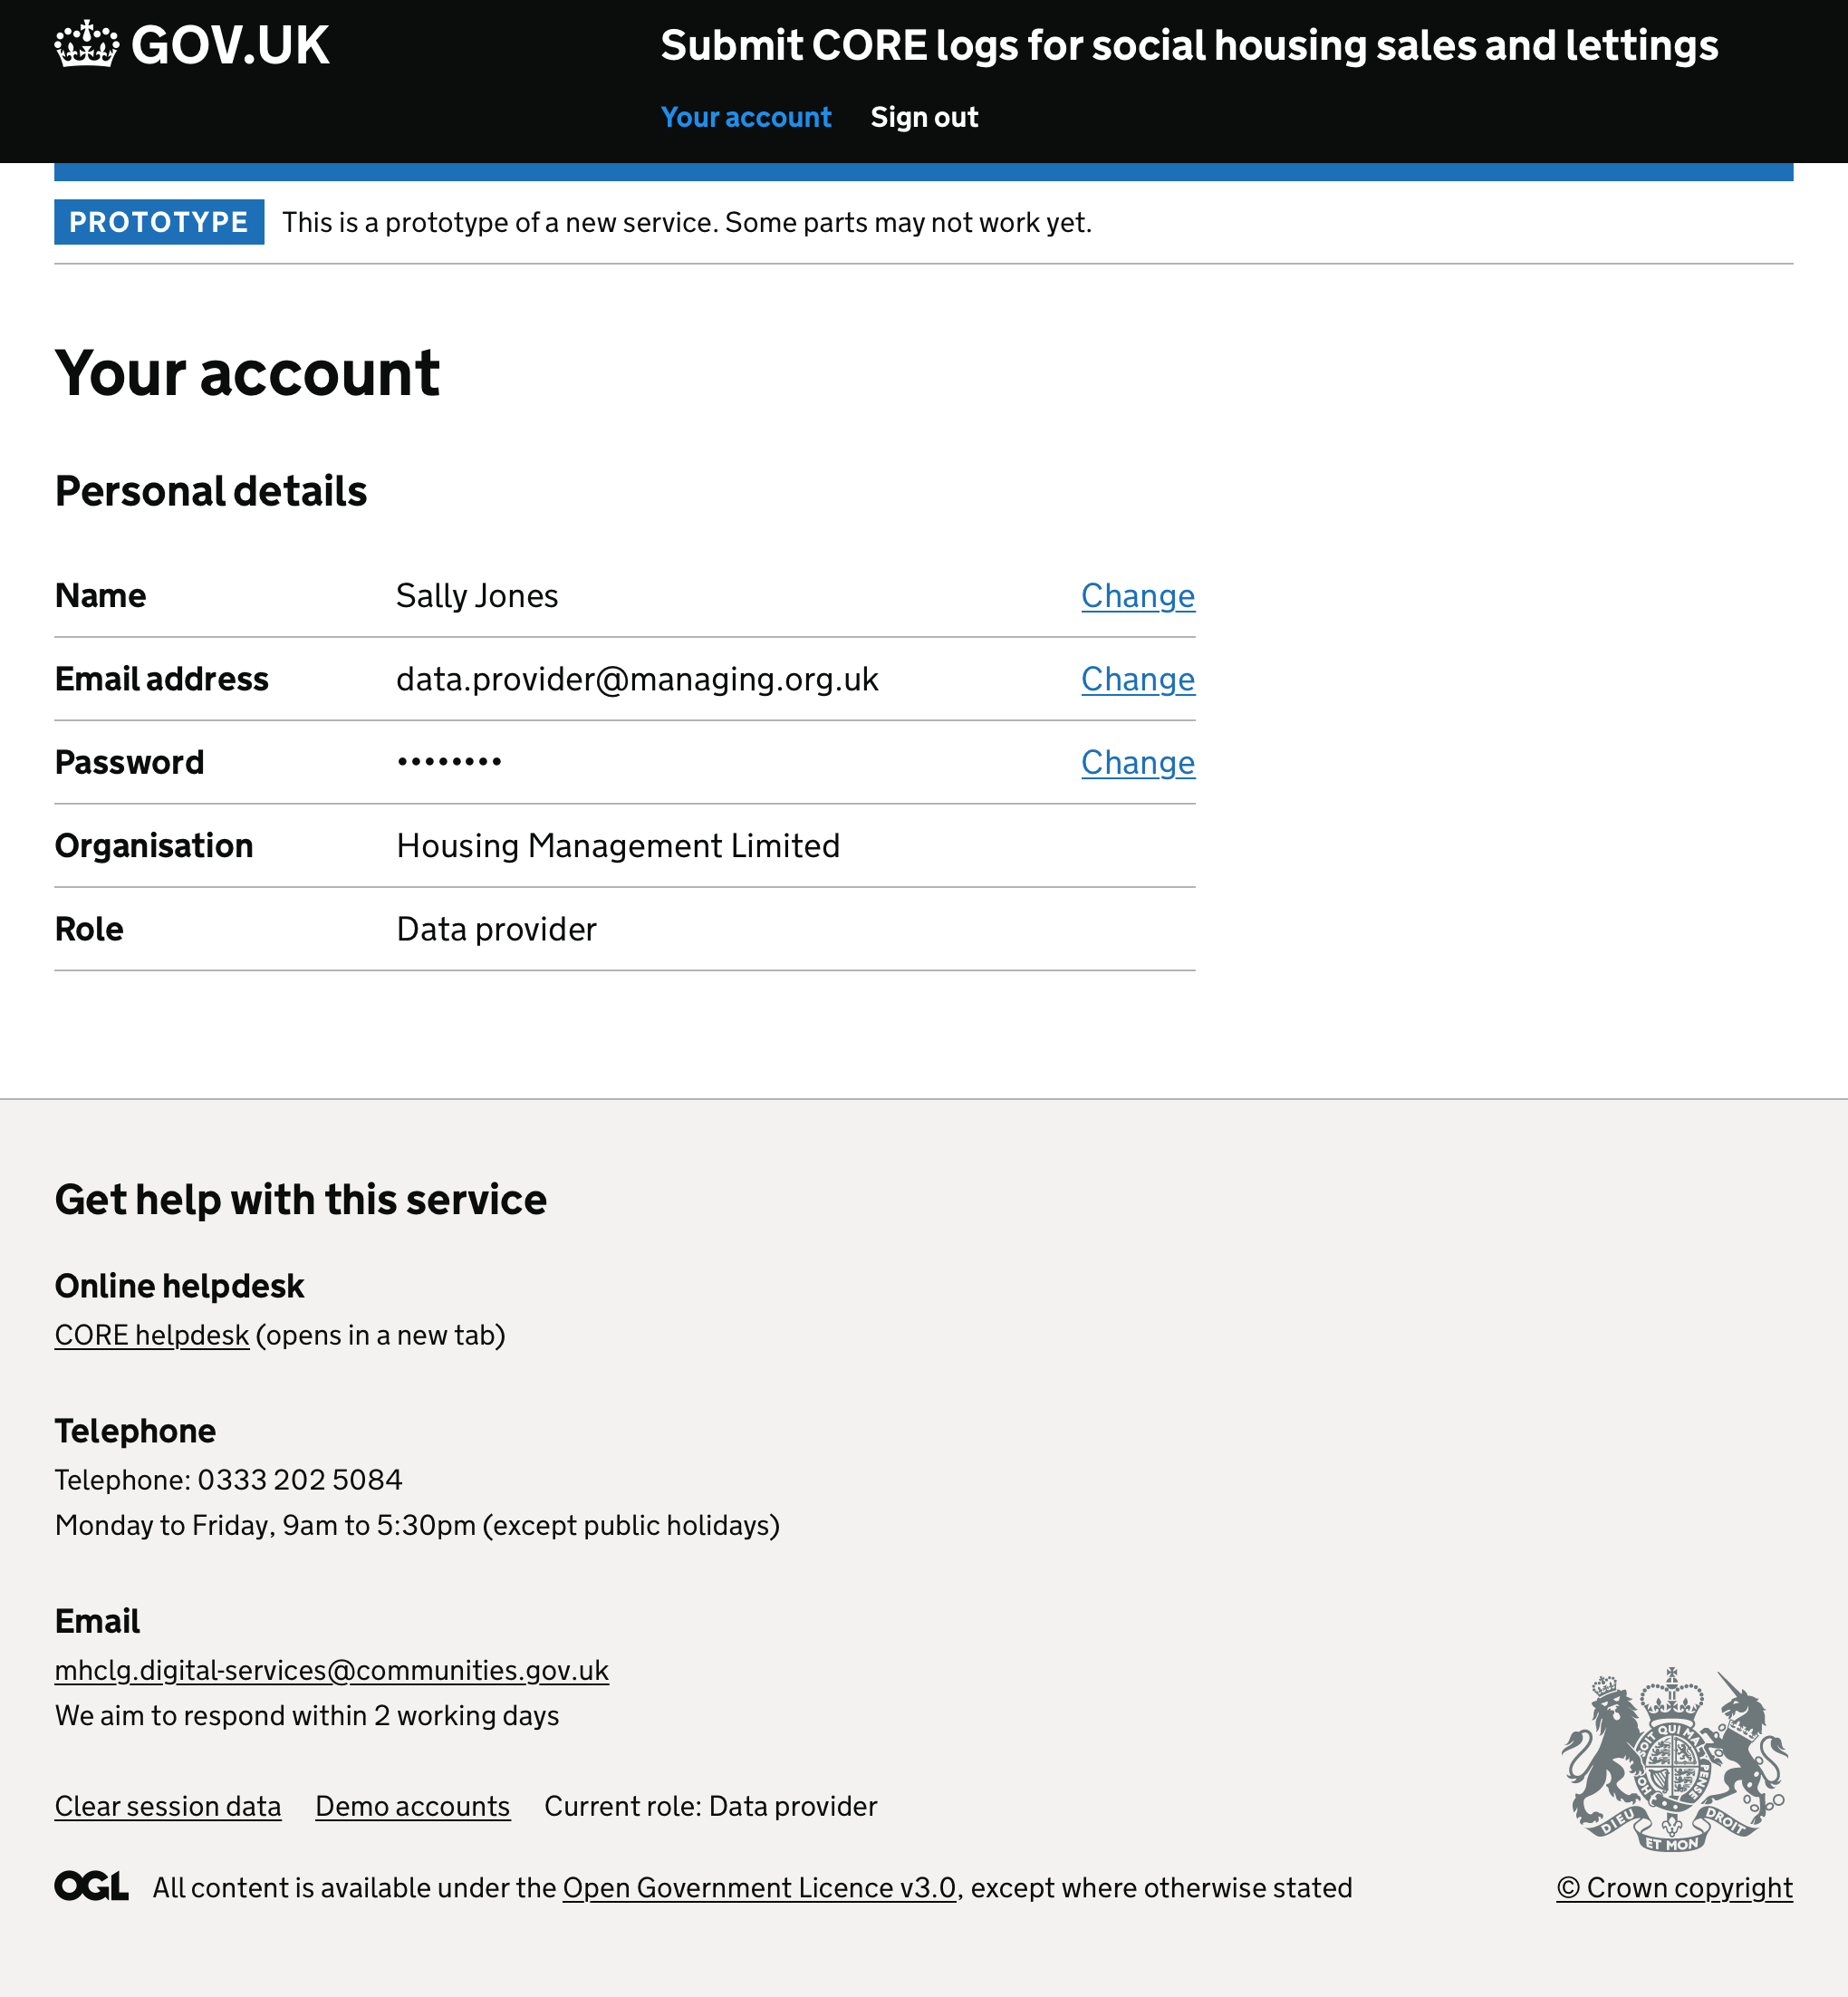 GOV.UK
Submit CORE logs for social housing sales and lettings
Your account Sign out
PROTOTYPE This is a prototype of a new service. Some parts may not work yet.
Your account
Personal details
Name Sally Jones Change
Email address data.provider@managing.org.uk Change
Password •••••••• Change
Organisation Housing Management Limited
Role Data provider
Get help with this service
Online helpdesk
CORE helpdesk (opens in a new tab)
Telephone
Telephone: 0333 202 5084
Monday to Friday, 9am to 5:30pm (except public holidays)
Email
mhclg.digital-services@communities.gov.uk
We aim to respond within 2 working days
Clear session data Demo accounts Current role: Data provider
SOIT QUI MAL PENSE
DIEU ET MON DROIT
OGL All content is available under the Open Government Licence v3.0, except where otherwise stated
© Crown copyright